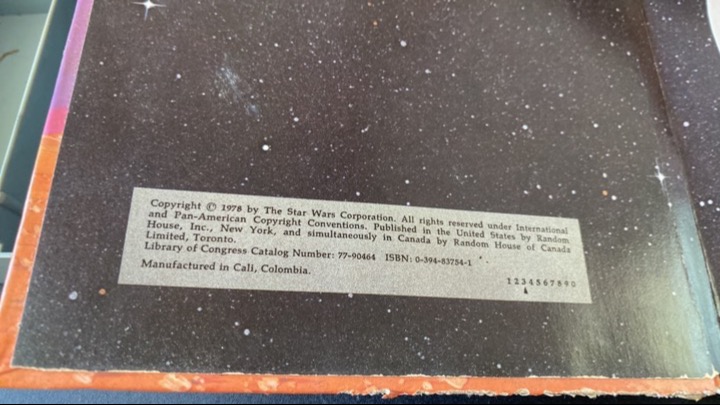 Copyright © 1978 by The Star Wars Corporation. All rights reserved under International
and Pan-American Copyright Conventions. Published in the United States by Random
House, Inc., New York, and simultaneously in Canada by Random House of Canada
Limited, Toronto.
Library of Congress Catalog Number: 77-90464 ISBN: 0-394-83754-1
Manufactured in Cali, Colombia.
1 2 3 4 5 6 7 8 9 0